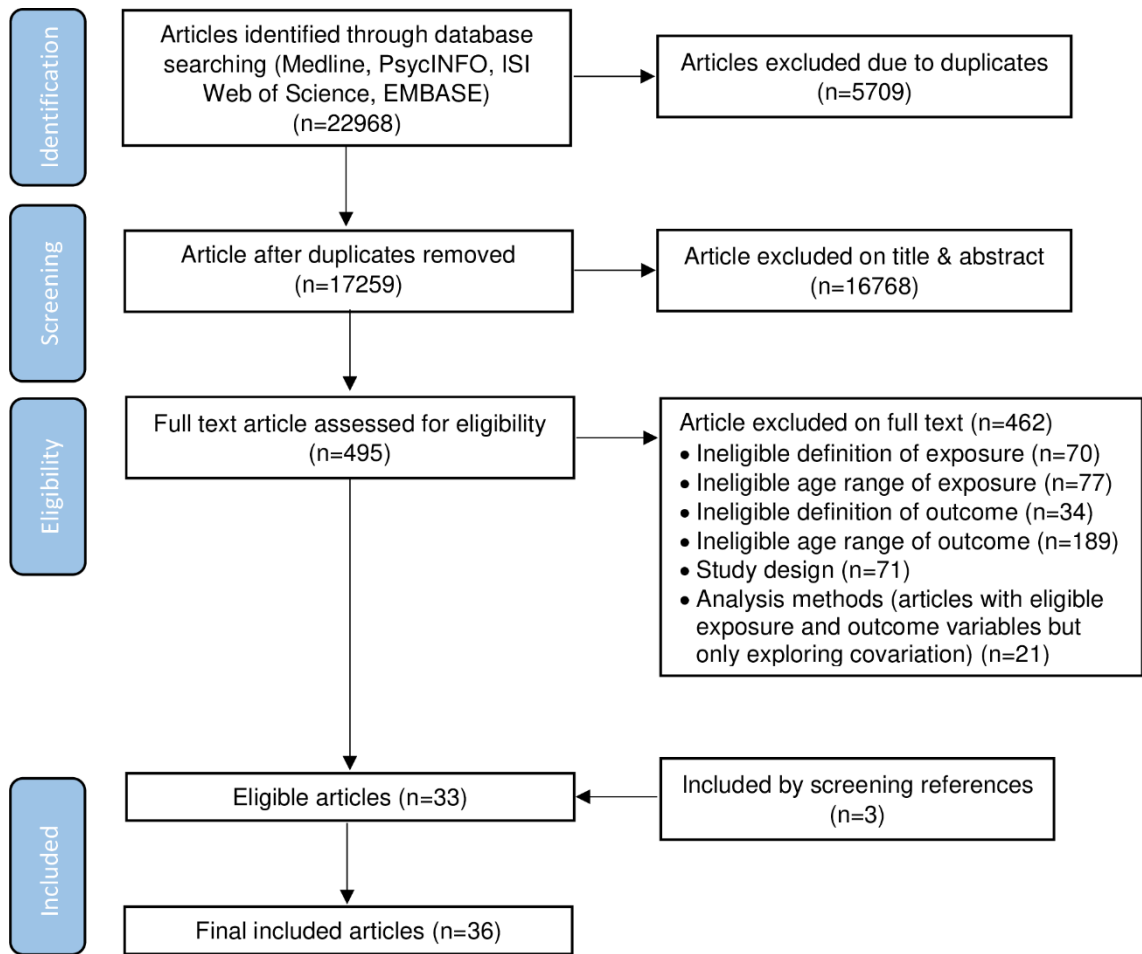 Identification
Articles identified through database
searching (Medline, PsycINFO, ISI
Web of Science, EMBASE)
(n=22968)
Articles excluded due to duplicates
(n=5709)
Screening
Article after duplicates removed
(n=17259)
Article excluded on title & abstract
(n=16768)
Eligibility
Full text article assessed for eligibility
(n=495)
Article excluded on full text (n=462)
• Ineligible definition of exposure (n=70)
• Ineligible age range of exposure (n=77)
• Ineligible definition of outcome (n=34)
• Ineligible age range of outcome (n=189)
• Study design (n=71)
• Analysis methods (articles with eligible
exposure and outcome variables but
only exploring covariation) (n=21)
Included
Eligible articles (n=33)
Included by screening references
(n=3)
Final included articles (n=36)